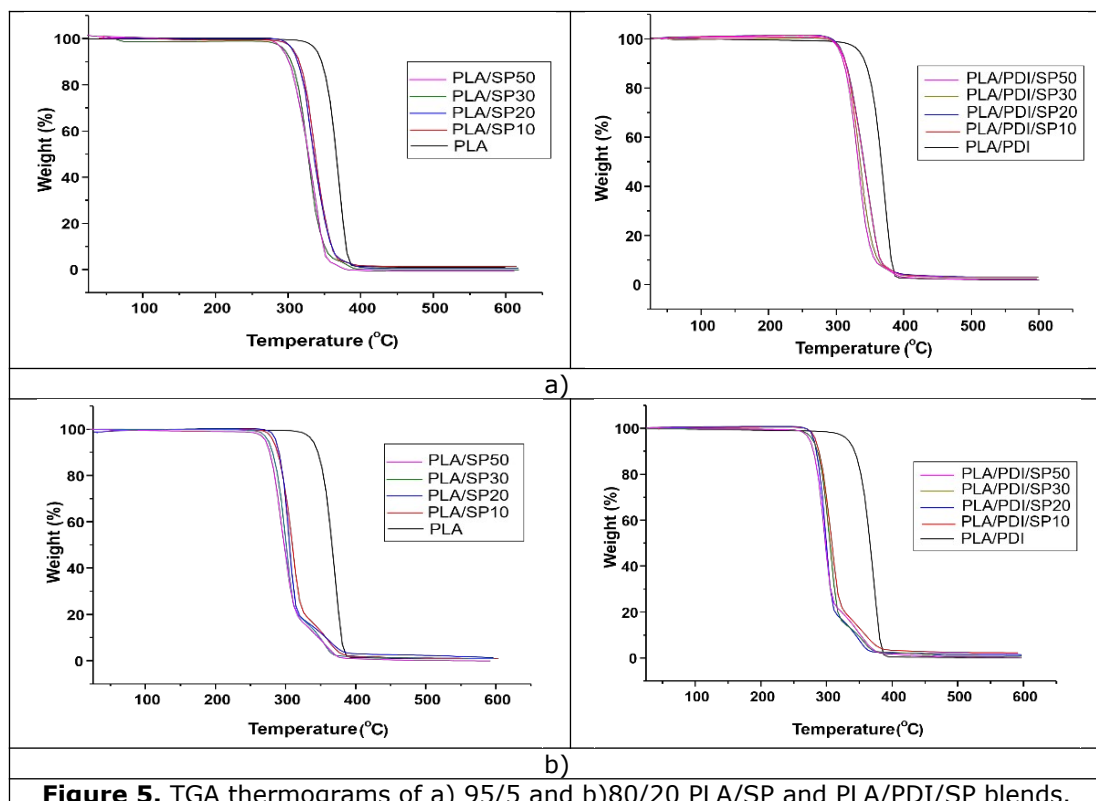 100
80
60
40
20
0
Weight (%)
PLA/SP50
PLA/SP30
PLA/SP20
PLA/SP10
PLA
100 200 300 400 500 600
Temperature (°C)
100
80
60
40
20
0
Weight (%)
PLA/PDI/SP50
PLA/PDI/SP30
PLA/PDI/SP20
PLA/PDI/SP10
PLA/PDI
100 200 300 400 500 600
Temperature (°C)
a)
100
80
60
40
20
0
Weight (%)
PLA/SP50
PLA/SP30
PLA/SP20
PLA/SP10
PLA
100 200 300 400 500 600
Temperature (°C)
100
80
60
40
20
0
Weight (%)
PLA/PDI/SP50
PLA/PDI/SP30
PLA/PDI/SP20
PLA/PDI/SP10
PLA/PDI
100 200 300 400 500 600
Temperature (°C)
b)
Figure 5. TGA thermograms of a) 95/5 and b)80/20 PLA/SP and PLA/PDI/SP blends.